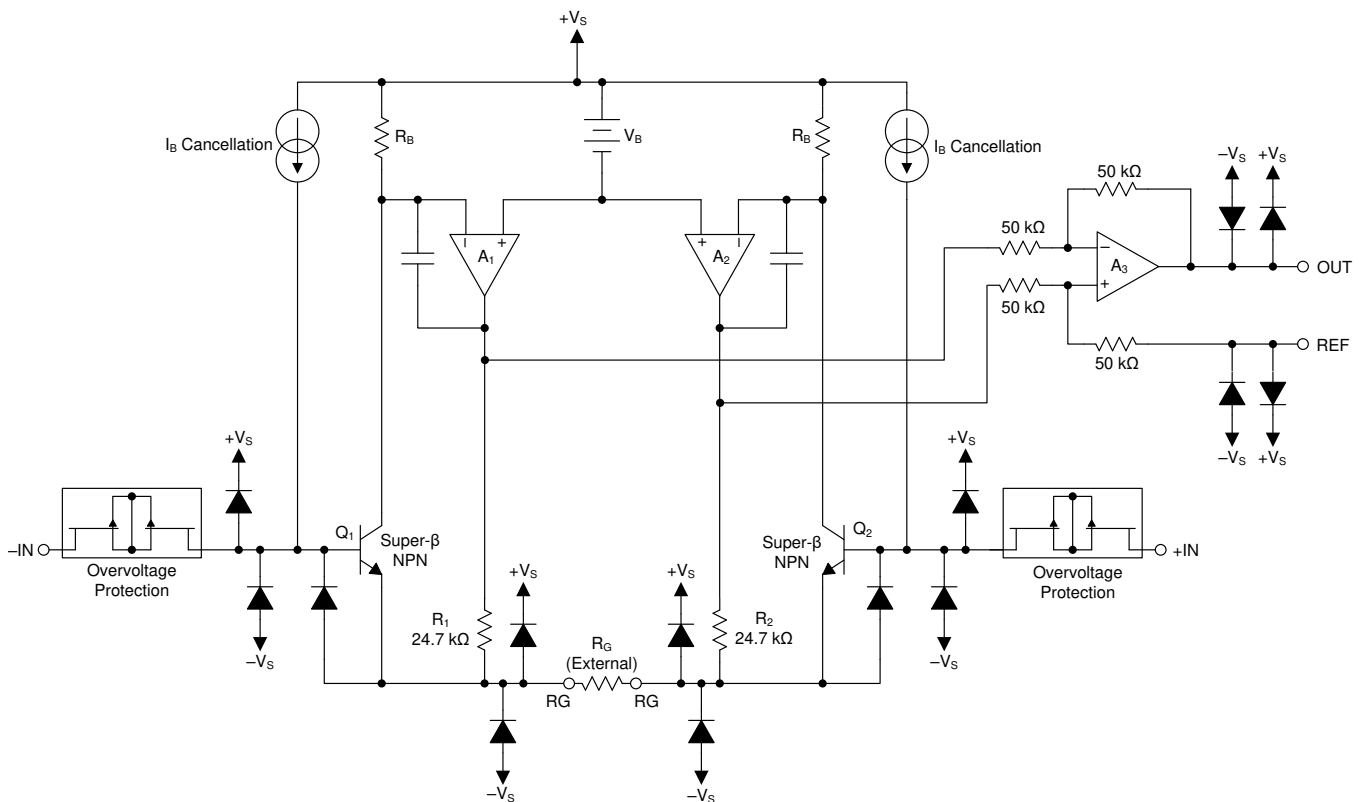 +VS
IB Cancellation
RB
VB
RB
IB Cancellation
–VS
+VS
50 kΩ
50 kΩ
–
+
A3
OUT
50 kΩ
50 kΩ
REF
–VS
+VS
–
+
A1
+
–
A2
+VS
–IN
Overvoltage
Protection
–VS
Q1
Super-β
NPN
+VS
R1
24.7 kΩ
RG
(External)
RG
RG
–VS
–VS
+VS
R2
24.7 kΩ
Q2
Super-β
NPN
+VS
–VS
Overvoltage
Protection
+IN